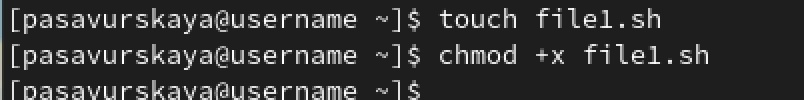 [pasavurskaya@username ~]$ touch file1.sh
[pasavurskaya@username ~]$ chmod +x file1.sh
[pasavurskaya@username ~]$